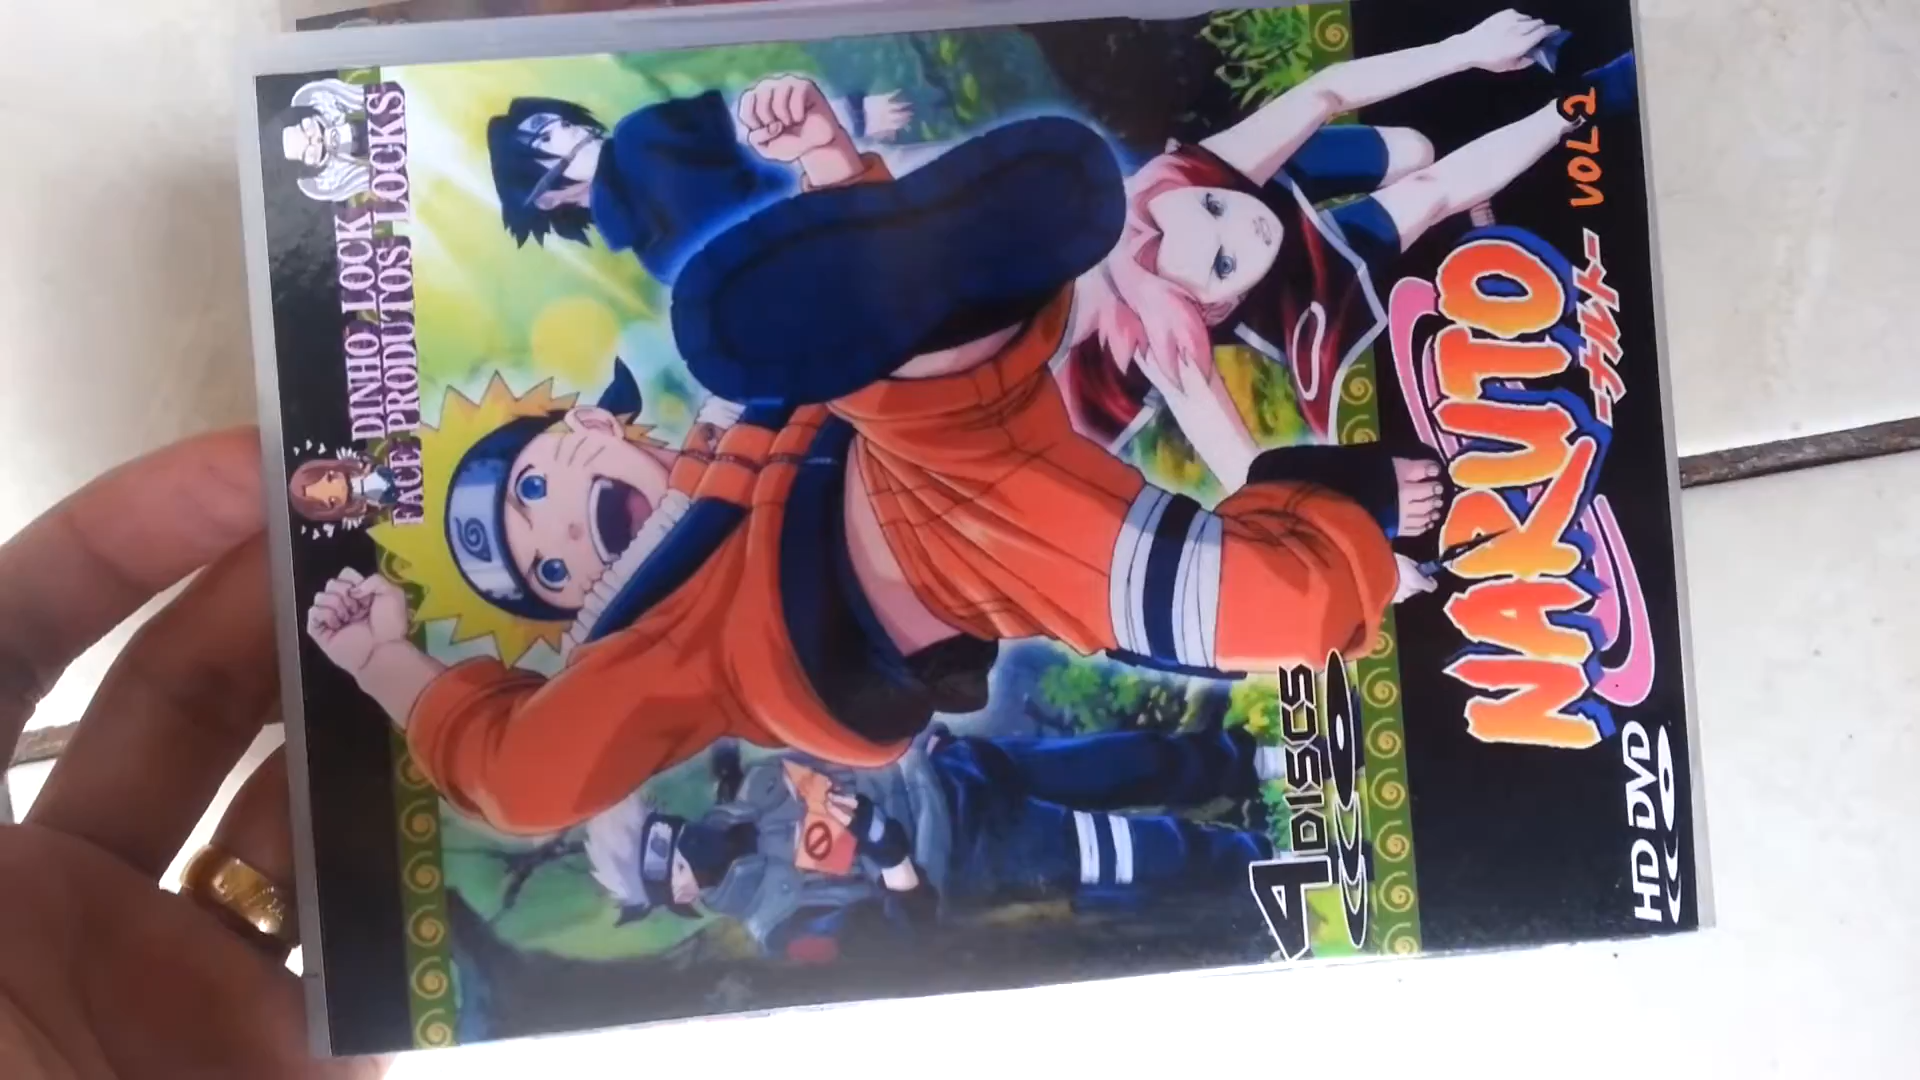 VOL 2
NARUTO
-ナルト-
HD DVD
4 DISCS
DINHO LOCK
FACE PRODUTOS LOCKS